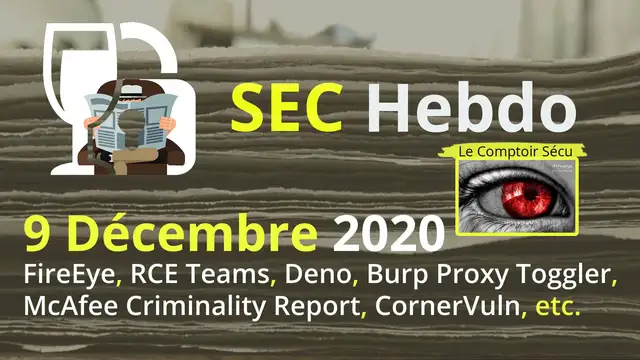 SEC Hebdo
Le Comptoir Sécu
9 Décembre 2020
FireEye, RCE Teams, Deno, Burp Proxy Toggler,
McAfee Criminality Report, CornerVuln, etc.